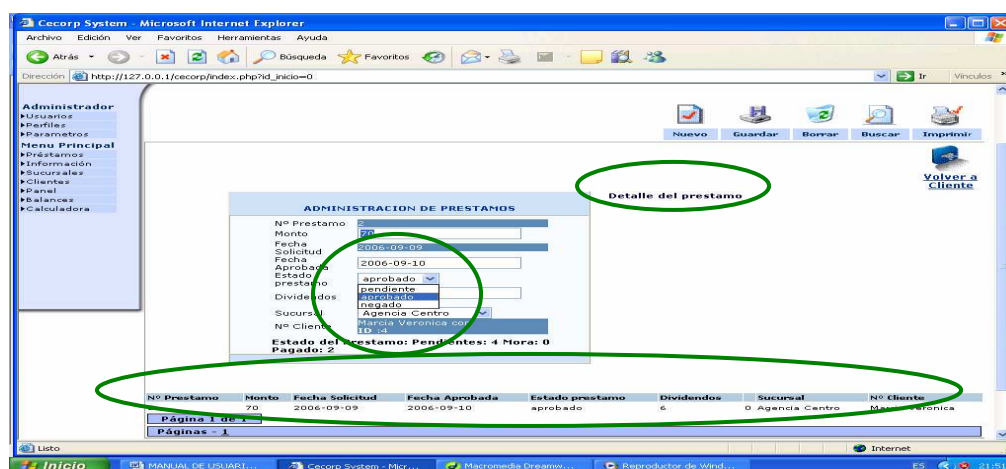 Cecorp System - Microsoft Internet Explorer
Archivo Edición Ver Favoritos Herramientas Ayuda
Atrás Búsqueda Favoritos
Dirección http://127.0.0.1/cecorp/index.php?id_inicio=0 Ir Vínculos
Administrador
Usuarios
Perfiles
Parametros
Menu Principal
Préstamos
Información
Sucursales
Clientes
Panel
Balances
Calculadora
Nuevo Guardar Borrar Buscar Imprimir
Volver a
Cliente
Detalle del prestamo
ADMINISTRACION DE PRESTAMOS
Nº Prestamo 2
Monto 70
Fecha
Solicitud 2006-09-09
Fecha
Aprobada 2006-09-10
Estado
prestamo aprobado
pendiente
aprobado
negado
Dividendos
Sucursal Agencia Centro
Nº Cliente Marcia Veronica
ID :4
Estado del Prestamo: Pendientes: 4 Mora: 0
Pagado: 2
Nº Prestamo Monto Fecha Solicitud Fecha Aprobada Estado prestamo Dividendos Sucursal Nº Cliente
70 2006-09-09 2006-09-10 aprobado 6 0 Agencia Centro Marcia Veronica
Página 1 de 1
Páginas - 1
Listo Internet
Inicio MANUAL DE USUARI... Cecorp System - Micr... Macromedia Dreamw... Reproductor de Wind... ES